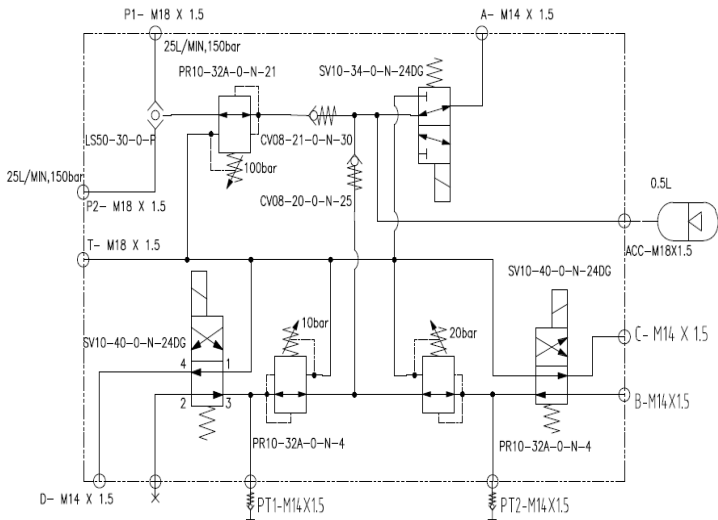 P1- M18 X 1.5
A- M14 X 1.5
25L/MIN,150bar
PR10-32A-0-N-21
SV10-34-0-N-24DG
LS50-30-0-F
CV08-21-0-N-30
100bar
25L/MIN,150bar
P2- M18 X 1.5
CV08-20-0-N-25
0.5L
T- M18 X 1.5
ACC-M18X1.5
SV10-40-0-N-24DG
10bar
20bar
SV10-40-0-N-24DG
C- M14 X 1.5
4
1
2
3
B-M14X1.5
PR10-32A-0-N-4
PR10-32A-0-N-4
D- M14 X 1.5
PT1-M14X1.5
PT2-M14X1.5